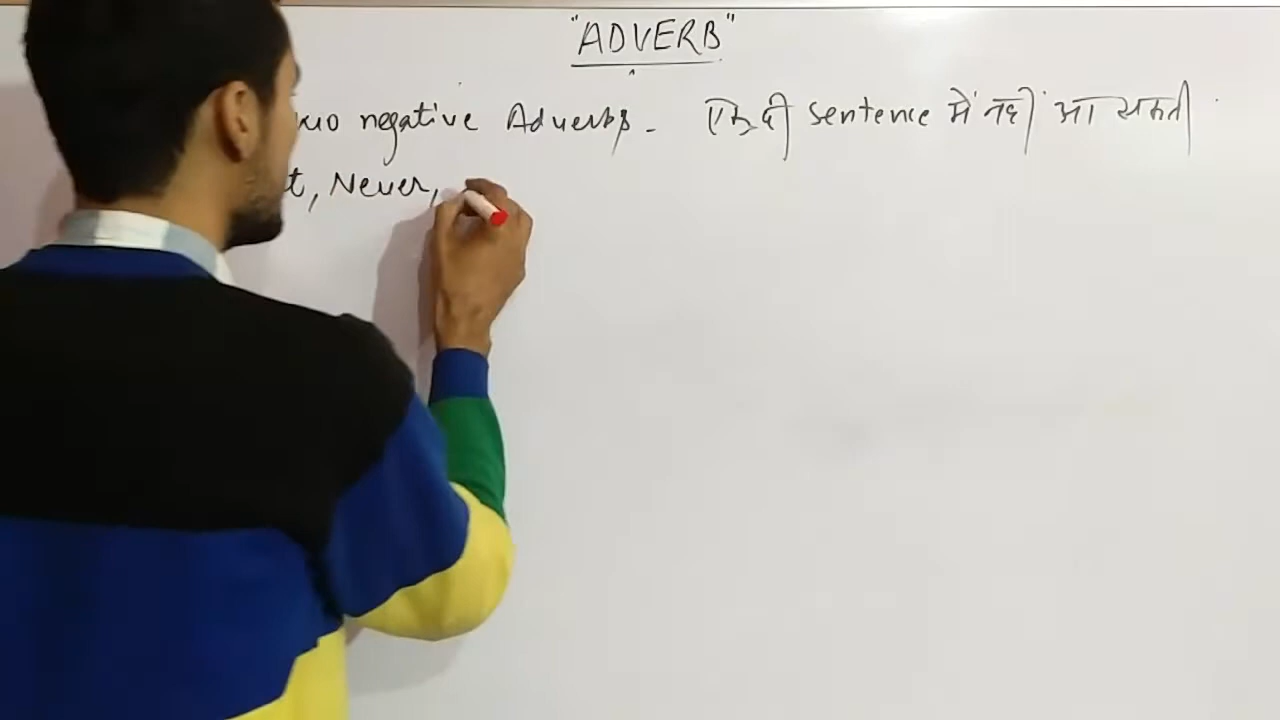 "ADVERB"
negative Adverbs - एक ही sentence में नहीं आ सकती
t, Never,